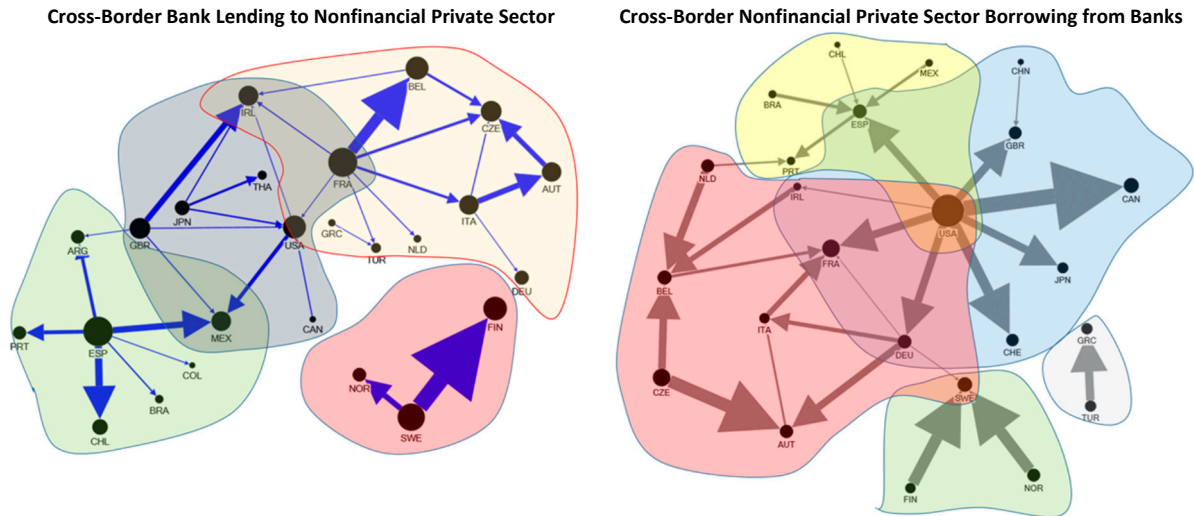 Cross-Border Bank Lending to Nonfinancial Private Sector
Cross-Border Nonfinancial Private Sector Borrowing from Banks
BEL
IRL
CZE
FRA
THA
AUT
JPN
ITA
GBR
USA
GRC
ARG
TUR
NLD
DEU
FIN
MEX
CAN
PRT
ESP
COL
NOR
BRA
CHL
SWE
CHL
MEX
CHN
BRA
ESP
GBR
PRT
NLD
IRL
CAN
USA
FRA
BEL
JPN
ITA
DEU
CHE
GRC
CZE
SWE
TUR
AUT
FIN
NOR